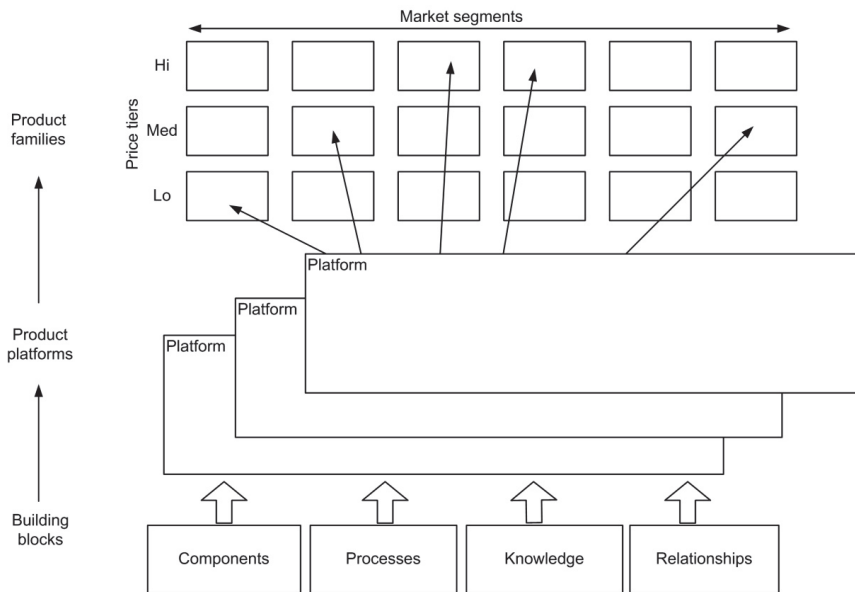 Market segments
Hi
Product
families
Price tiers
Med
Lo
Platform
Platform
Product
platforms
Platform
Building
blocks
Components
Processes
Knowledge
Relationships